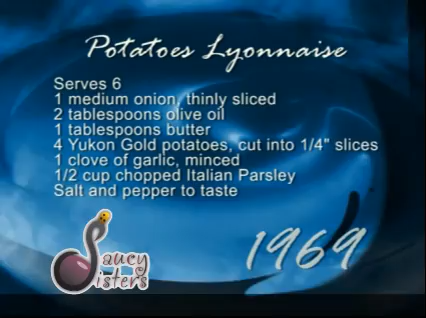 Potatoes Lyonnaise
Serves 6
1 medium onion, thinly sliced
2 tablespoons olive oil
1 tablespoons butter
4 Yukon Gold potatoes, cut into 1/4" slices
1 clove of garlic, minced
1/2 cup chopped Italian Parsley
Salt and pepper to taste
1969
Saucy
Sisters